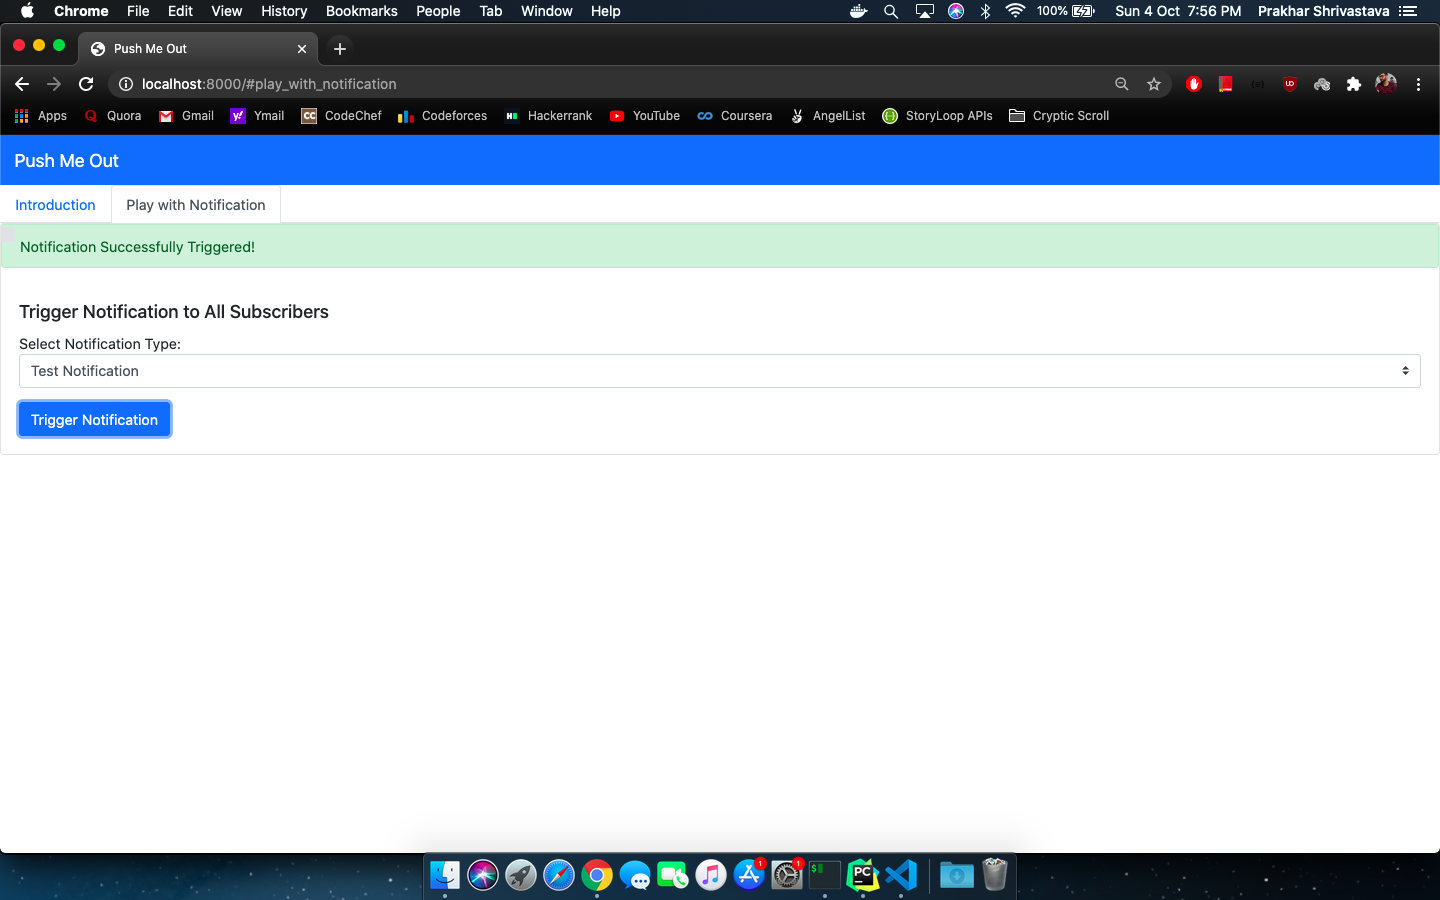 Chrome File Edit View History Bookmarks People Tab Window Help 100% Sun 4 Oct 7:56 PM Prakhar Shrivastava
Push Me Out
localhost:8000/#play_with_notification
Apps Quora Gmail Ymail CodeChef Codeforces Hackerrank YouTube Coursera AngelList StoryLoop APIs Cryptic Scroll
Push Me Out
Introduction Play with Notification
Notification Successfully Triggered!
Trigger Notification to All Subscribers
Select Notification Type:
Test Notification
Trigger Notification
1 1 $ PC